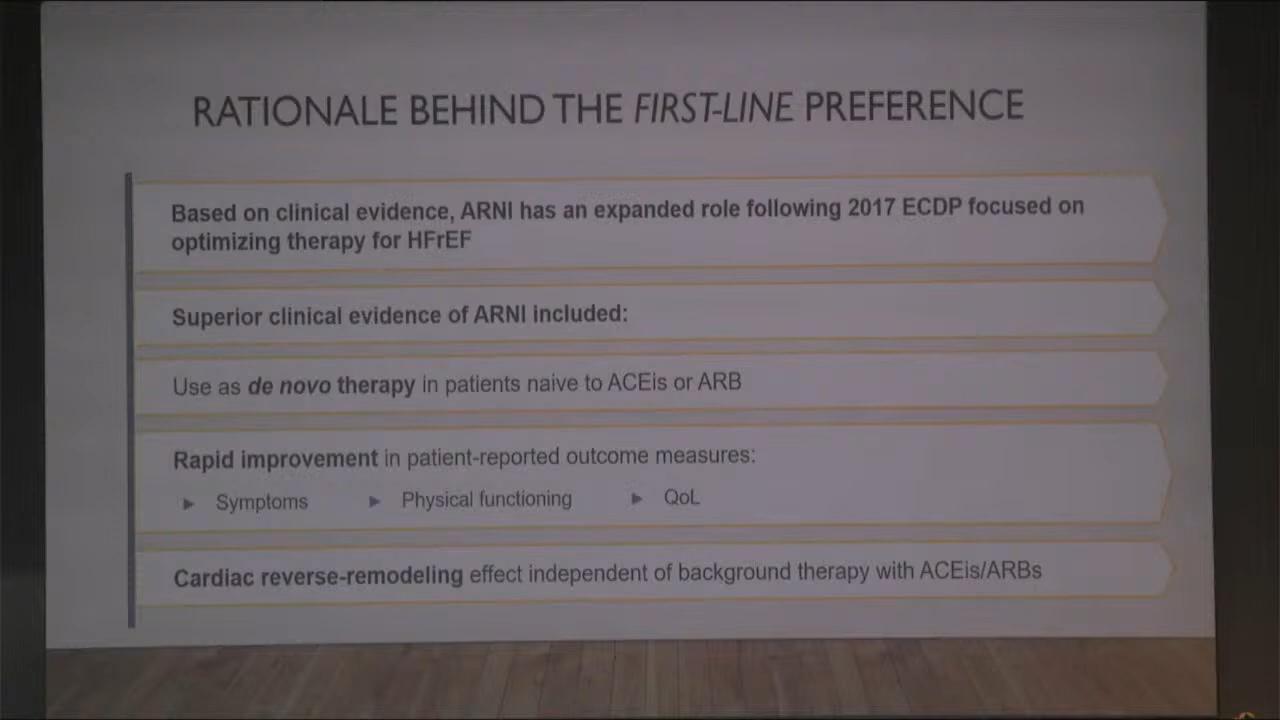 RATIONALE BEHIND THE FIRST-LINE PREFERENCE
Based on clinical evidence, ARNI has an expanded role following 2017 ECDP focused on
optimizing therapy for HFrEF
Superior clinical evidence of ARNI included:
Use as de novo therapy in patients naive to ACEis or ARB
Rapid improvement in patient-reported outcome measures:
Symptoms
Physical functioning
QoL
Cardiac reverse-remodeling effect independent of background therapy with ACEis/ARBs